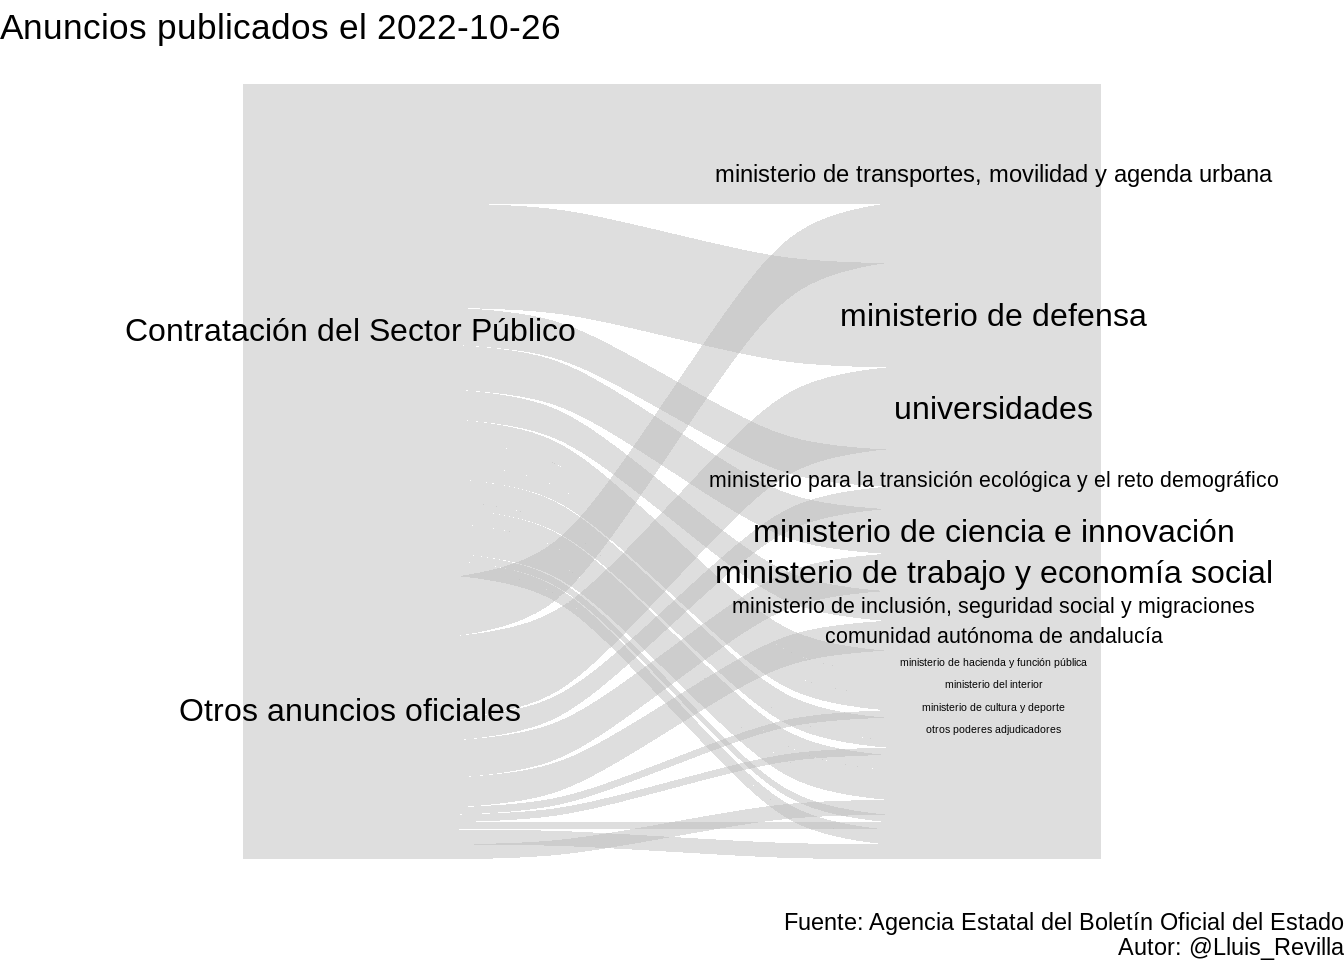 Anuncios publicados el 2022-10-26
ministerio de transportes, movilidad y agenda urbana
Contratación del Sector Público
ministerio de defensa
universidades
ministerio para la transición ecológica y el reto demográfico
ministerio de ciencia e innovación
ministerio de trabajo y economía social
ministerio de inclusión, seguridad social y migraciones
comunidad autónoma de andalucía
ministerio de hacienda y función pública
ministerio del interior
Otros anuncios oficiales
ministerio de cultura y deporte
otros poderes adjudicadores
Fuente: Agencia Estatal del Boletín Oficial del Estado
Autor: @Lluis_Revilla